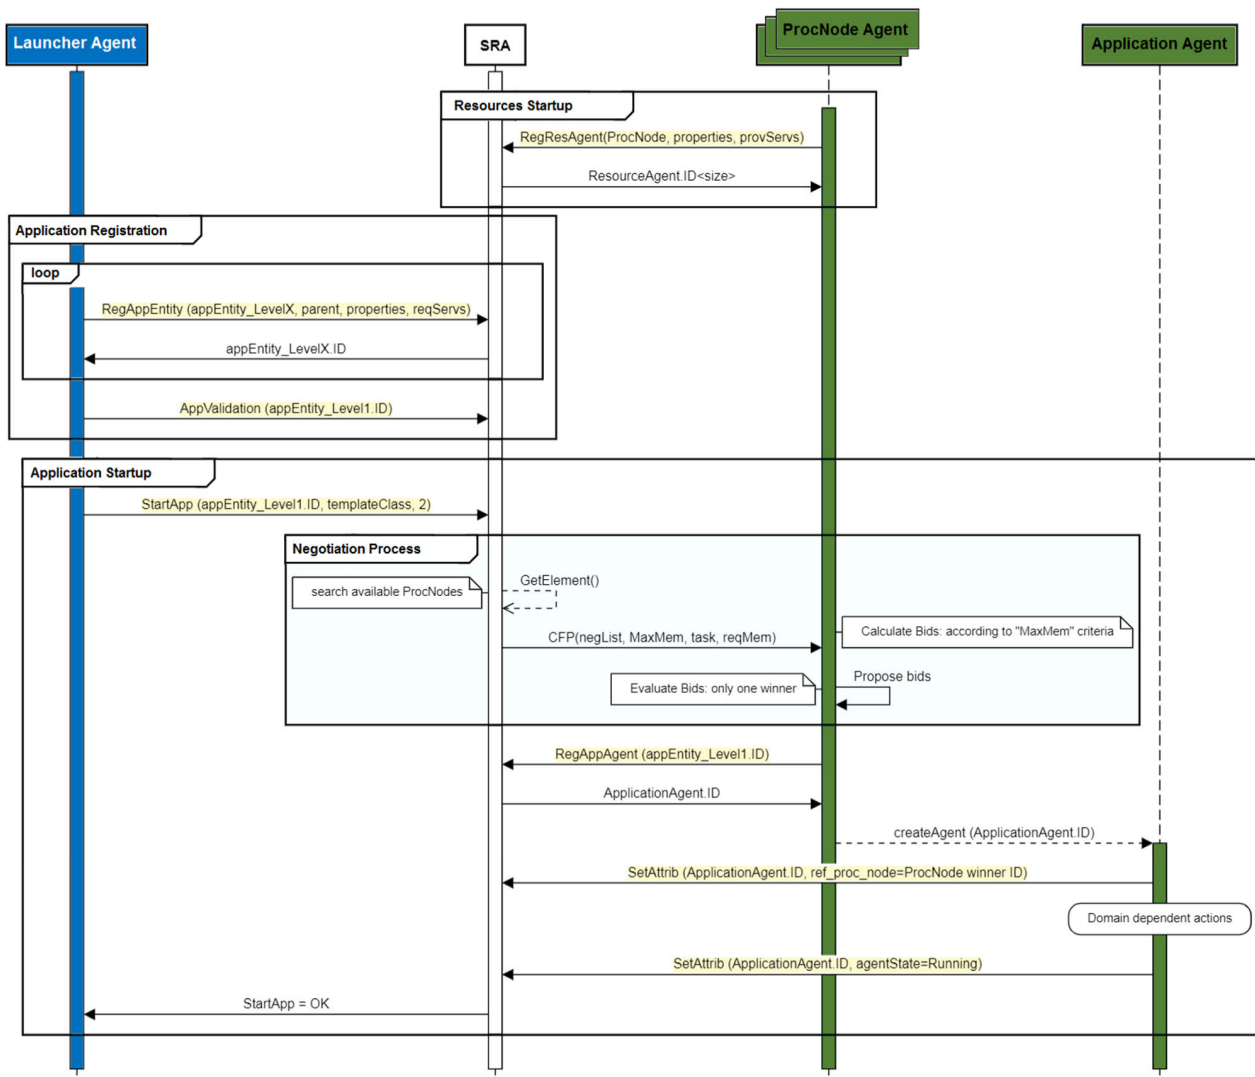 Launcher Agent
SRA
ProcNode Agent
Application Agent
Resources Startup
RegResAgent(ProcNode, properties, provServs)
ResourceAgent.ID<size>
Application Registration
loop
RegAppEntity (appEntity_LevelX, parent, properties, reqServs)
appEntity_LevelX.ID
AppValidation (appEntity_Level1.ID)
Application Startup
StartApp (appEntity_Level1.ID, templateClass, 2)
Negotiation Process
search available ProcNodes
GetElement()
CFP(negList, MaxMem, task, reqMem)
Calculate Bids: according to "MaxMem" criteria
Evaluate Bids: only one winner
Propose bids
RegAppAgent (appEntity_Level1.ID)
ApplicationAgent.ID
createAgent (ApplicationAgent.ID)
SetAttrib (ApplicationAgent.ID, ref_proc_node=ProcNode winner ID)
Domain dependent actions
SetAttrib (ApplicationAgent.ID, agentState=Running)
StartApp = OK